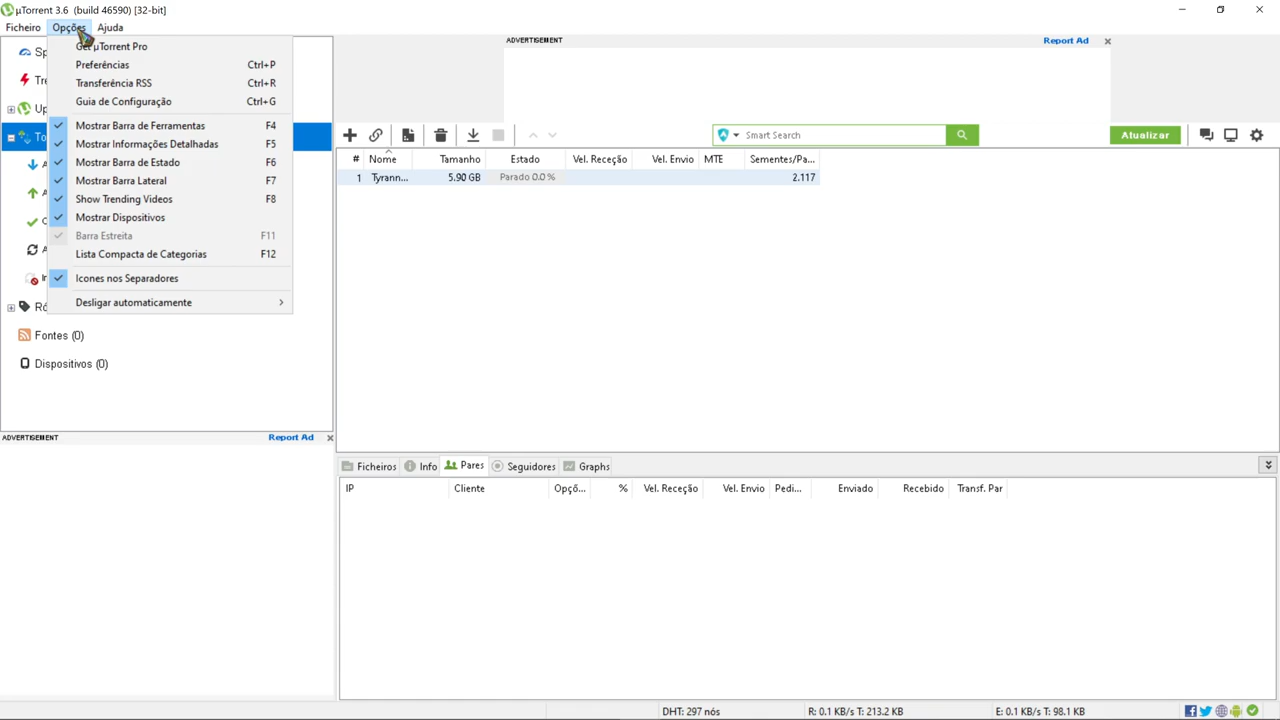 µTorrent 3.6 (build 46590) [32-bit]
Ficheiro Opções Ajuda
Get µTorrent Pro
Preferências Ctrl+P
Transferência RSS Ctrl+R
Guia de Configuração Ctrl+G
Mostrar Barra de Ferramentas F4
Mostrar Informações Detalhadas F5
Mostrar Barra de Estado F6
Mostrar Barra Lateral F7
Show Trending Videos F8
Mostrar Dispositivos
Barra Estreita F11
Lista Compacta de Categorias F12
Icones nos Separadores
Desligar automaticamente
Fontes (0)
Dispositivos (0)
ADVERTISEMENT Report Ad
ADVERTISEMENT Report Ad
Smart Search
Atualizar
# Nome Tamanho Estado Vel. Receção Vel. Envio MTE Sementes/Pa...
1 Tyrann... 5.90 GB Parado 0.0 % 2.117
Ficheiros Info Pares Seguidores Graphs
IP Cliente Opçõ... % Vel. Receção Vel. Envio Pedi... Enviado Recebido Transf. Par
DHT: 297 nós R: 0.1 KB/s T: 213.2 KB E: 0.1 KB/s T: 98.1 KB